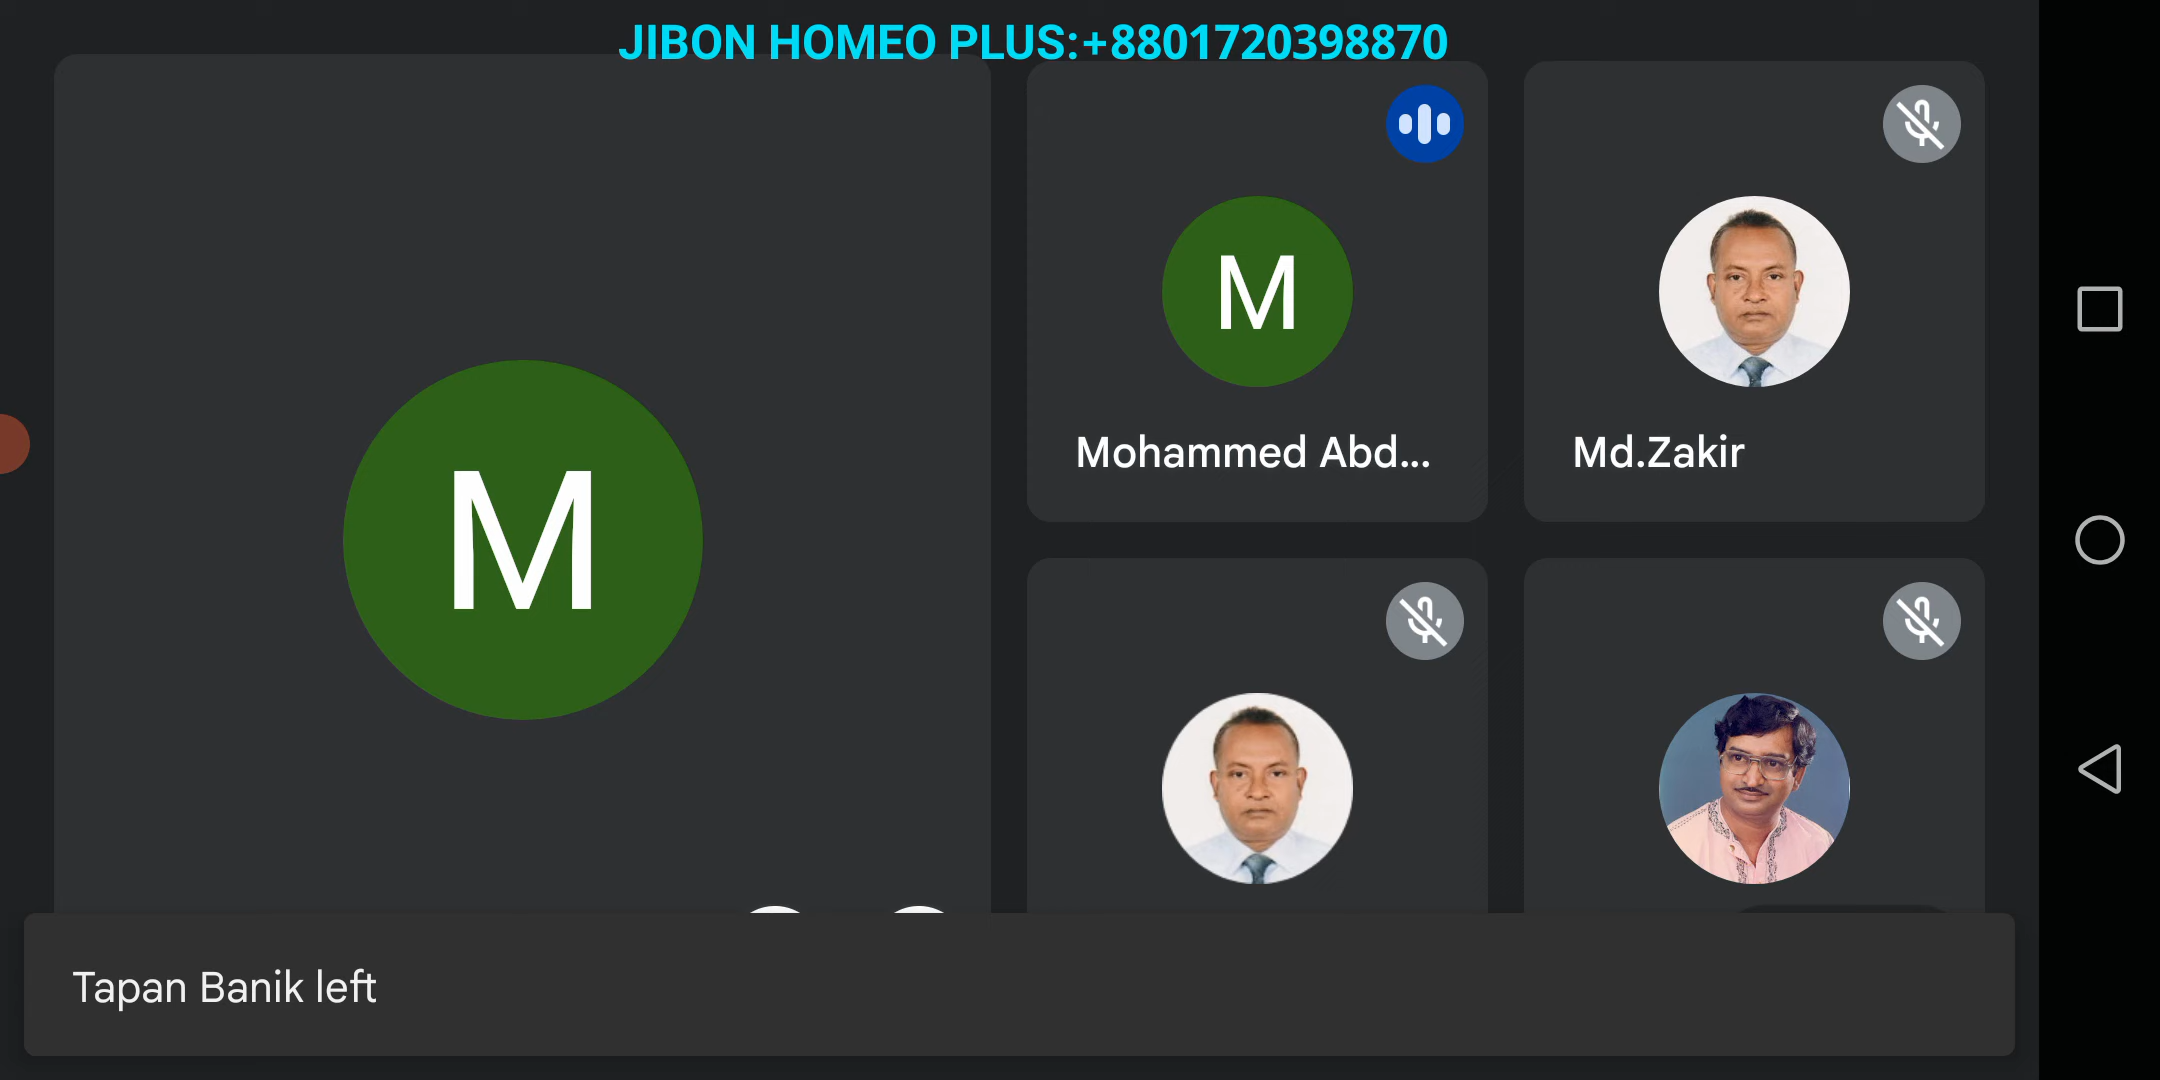 JIBON HOMEO PLUS:+8801720398870
M
M
Mohammed Abd...
Md.Zakir
Tapan Banik left